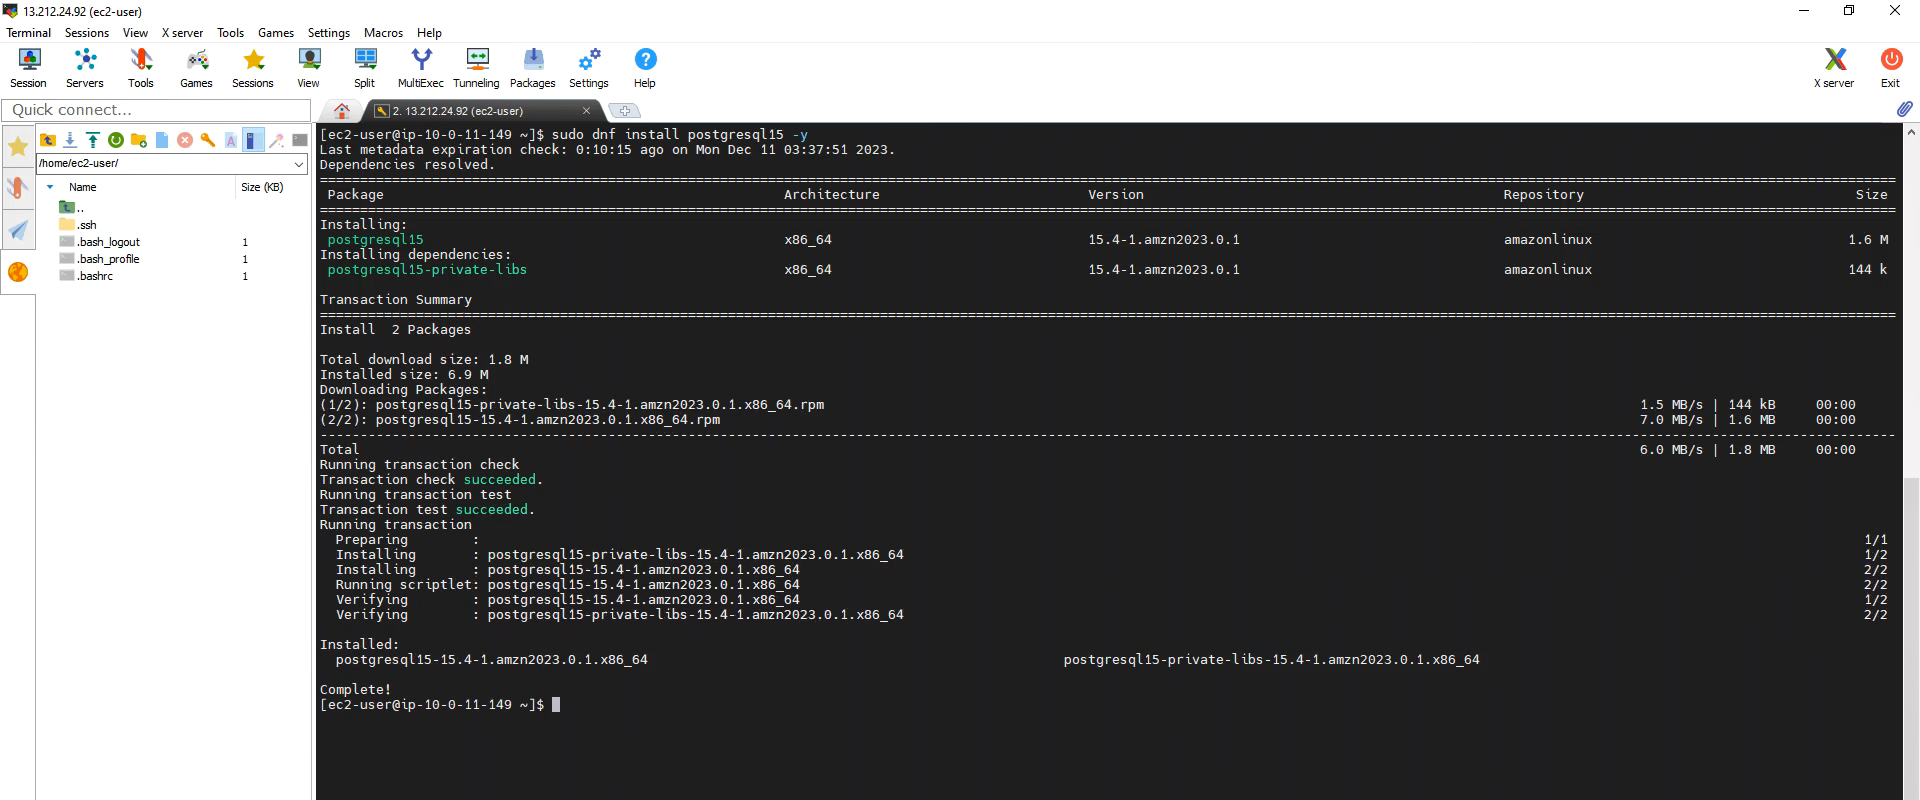 13.212.24.92 (ec2-user)
Terminal Sessions View X server Tools Games Settings Macros Help
Session Servers Tools Games Sessions View Split MultiExec Tunneling Packages Settings Help X server Exit
Quick connect...
2. 13.212.24.92 (ec2-user)
/home/ec2-user/
Name Size (KB)
..
.ssh
.bash_logout 1
.bash_profile 1
.bashrc 1
[ec2-user@ip-10-0-11-149 ~]$ sudo dnf install postgresql15 -y
Last metadata expiration check: 0:10:15 ago on Mon Dec 11 03:37:51 2023.
Dependencies resolved.
Package Architecture Version Repository Size
Installing:
postgresql15 x86_64 15.4-1.amzn2023.0.1 amazonlinux 1.6 M
Installing dependencies:
postgresql15-private-libs x86_64 15.4-1.amzn2023.0.1 amazonlinux 144 k
Transaction Summary
Install 2 Packages
Total download size: 1.8 M
Installed size: 6.9 M
Downloading Packages:
(1/2): postgresql15-private-libs-15.4-1.amzn2023.0.1.x86_64.rpm 1.5 MB/s | 144 kB 00:00
(2/2): postgresql15-15.4-1.amzn2023.0.1.x86_64.rpm 7.0 MB/s | 1.6 MB 00:00
Total 6.0 MB/s | 1.8 MB 00:00
Running transaction check
Transaction check succeeded.
Running transaction test
Transaction test succeeded.
Running transaction
Preparing : 1/1
Installing : postgresql15-private-libs-15.4-1.amzn2023.0.1.x86_64 1/2
Installing : postgresql15-15.4-1.amzn2023.0.1.x86_64 2/2
Running scriptlet: postgresql15-15.4-1.amzn2023.0.1.x86_64 2/2
Verifying : postgresql15-15.4-1.amzn2023.0.1.x86_64 1/2
Verifying : postgresql15-private-libs-15.4-1.amzn2023.0.1.x86_64 2/2
Installed:
postgresql15-15.4-1.amzn2023.0.1.x86_64 postgresql15-private-libs-15.4-1.amzn2023.0.1.x86_64
Complete!
[ec2-user@ip-10-0-11-149 ~]$